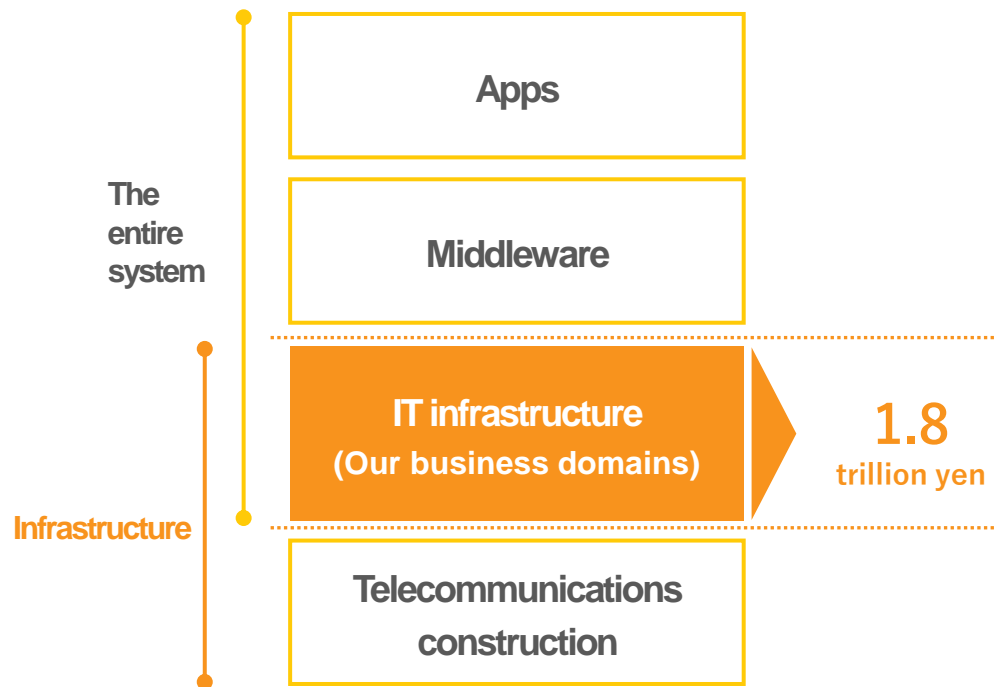 Apps
The
entire
system
Middleware
IT infrastructure
(Our business domains)
1.8
trillion yen
Infrastructure
Telecommunications
construction